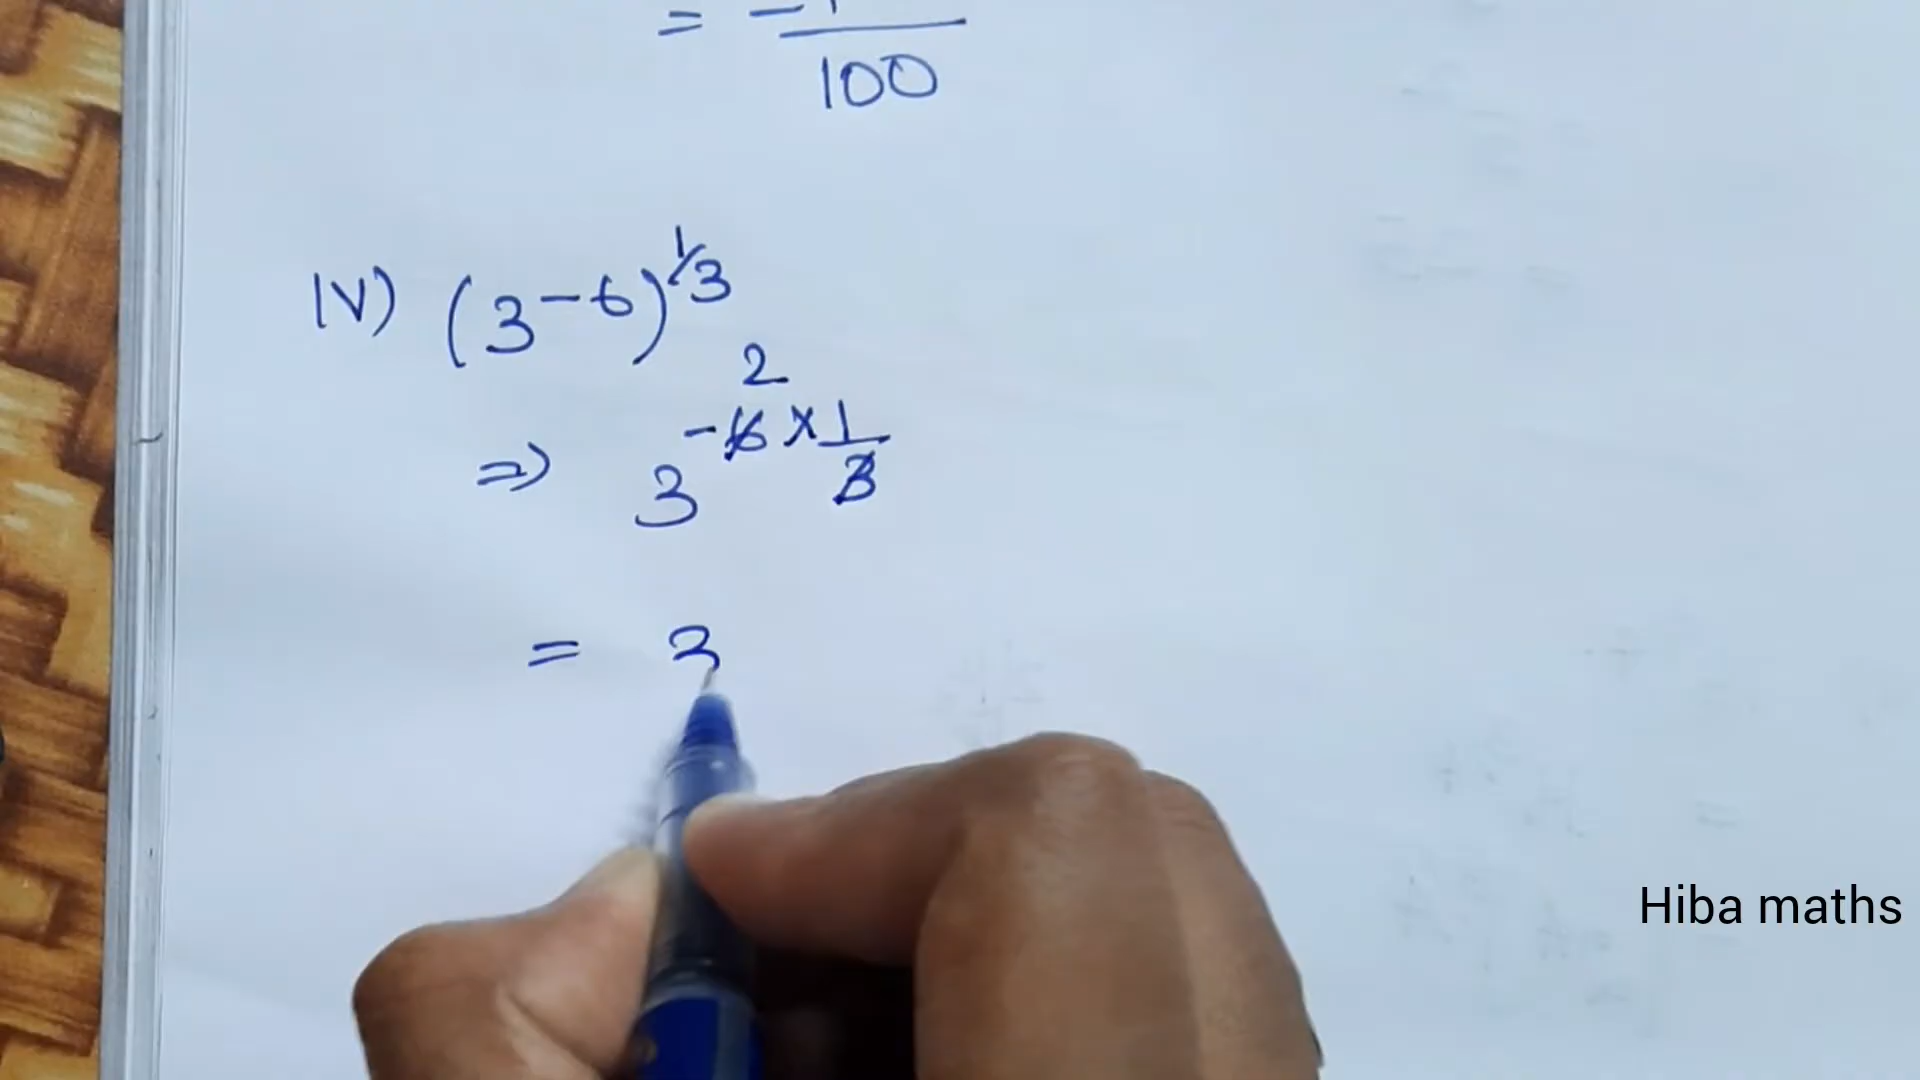 = –
100
IV) (3^-6)^1/3
2
⇒ 3^-6 × 1/3
= 3
Hiba maths